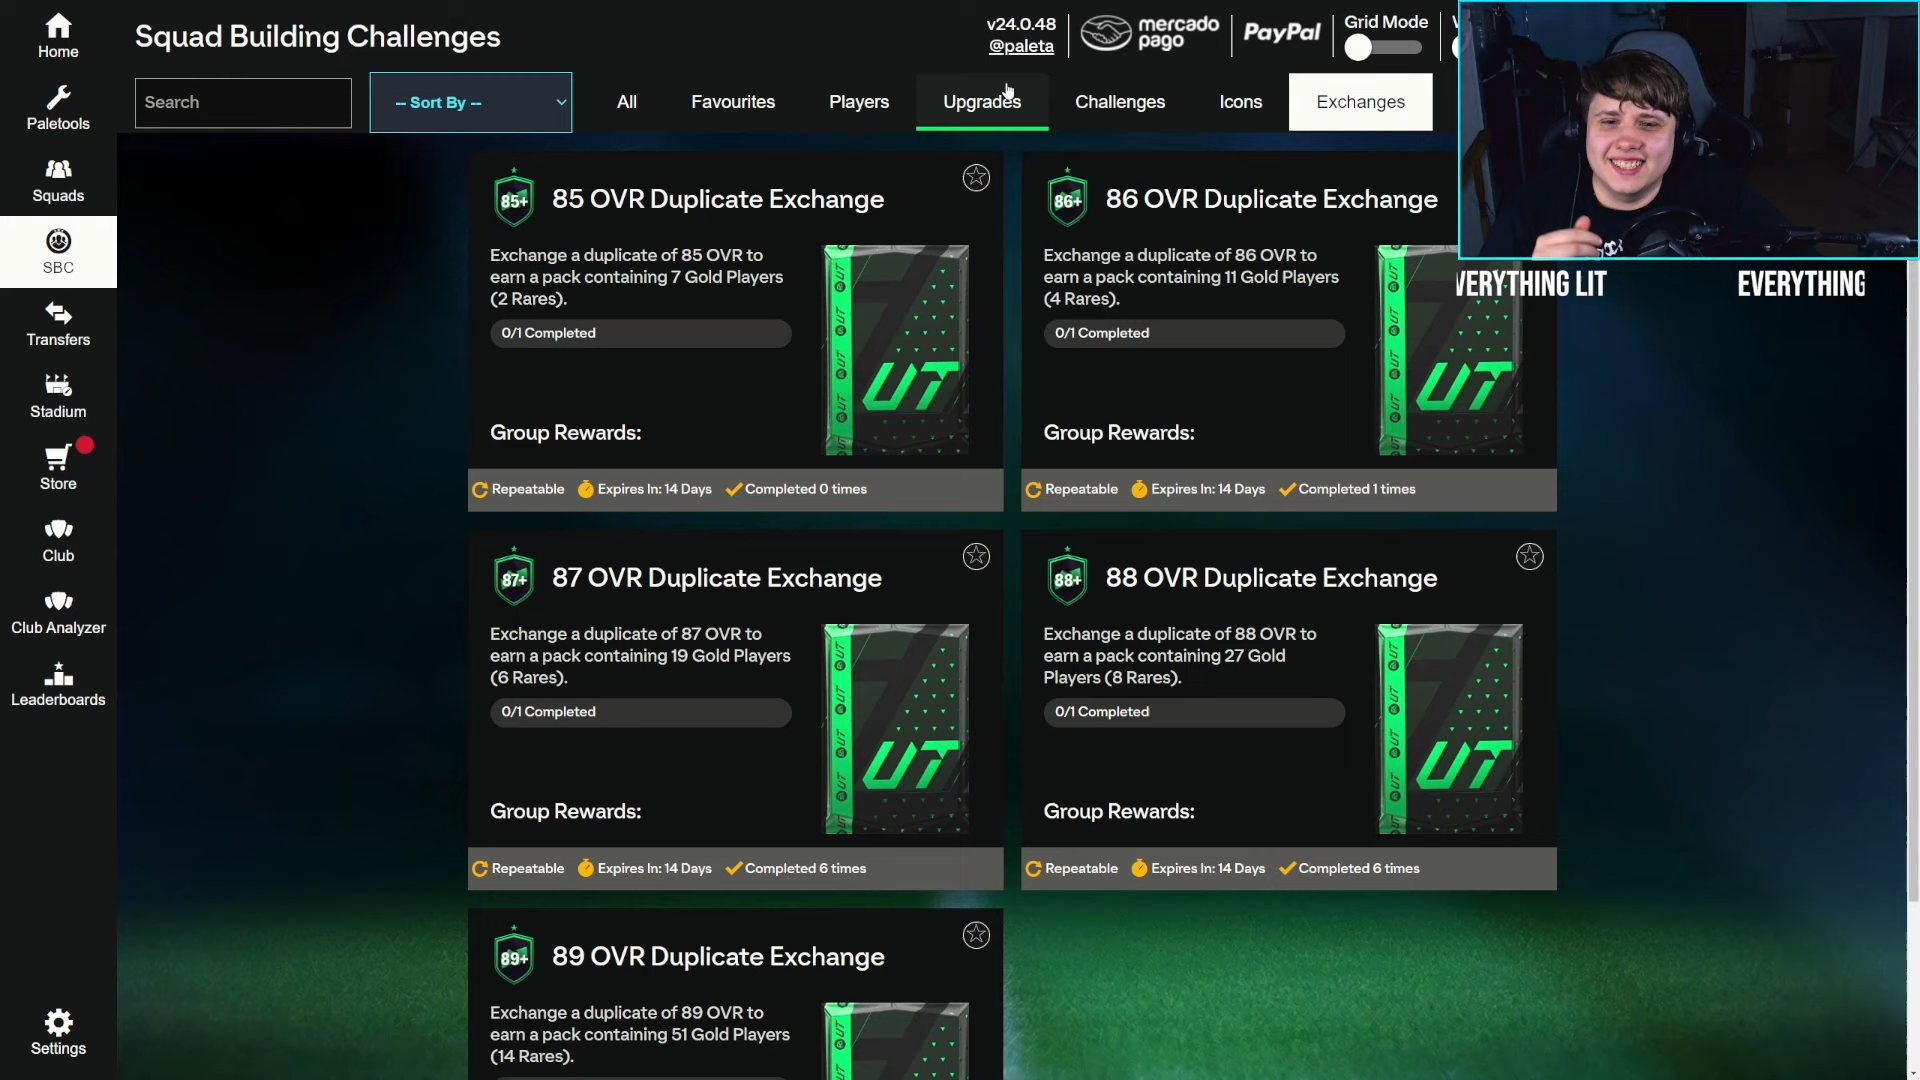 Home
Paletools
Squads
SBC
Transfers
Stadium
Store
Club
Club Analyzer
Leaderboards
Settings
Squad Building Challenges
v24.0.48
@paleta
mercado
pago
PayPal
Grid Mode
Search
-- Sort By --
All
Favourites
Players
Upgrades
Challenges
Icons
Exchanges
VERYTHING LIT
EVERYTHING
85+
85 OVR Duplicate Exchange
Exchange a duplicate of 85 OVR to
earn a pack containing 7 Gold Players
(2 Rares).
0/1 Completed
UT
Group Rewards:
Repeatable
Expires In: 14 Days
Completed 0 times
86+
86 OVR Duplicate Exchange
Exchange a duplicate of 86 OVR to
earn a pack containing 11 Gold Players
(4 Rares).
0/1 Completed
UT
Group Rewards:
Repeatable
Expires In: 14 Days
Completed 1 times
87+
87 OVR Duplicate Exchange
Exchange a duplicate of 87 OVR to
earn a pack containing 19 Gold Players
(6 Rares).
0/1 Completed
UT
Group Rewards:
Repeatable
Expires In: 14 Days
Completed 6 times
88+
88 OVR Duplicate Exchange
Exchange a duplicate of 88 OVR to
earn a pack containing 27 Gold
Players (8 Rares).
0/1 Completed
UT
Group Rewards:
Repeatable
Expires In: 14 Days
Completed 6 times
89+
89 OVR Duplicate Exchange
Exchange a duplicate of 89 OVR to
earn a pack containing 51 Gold Players
(14 Rares).